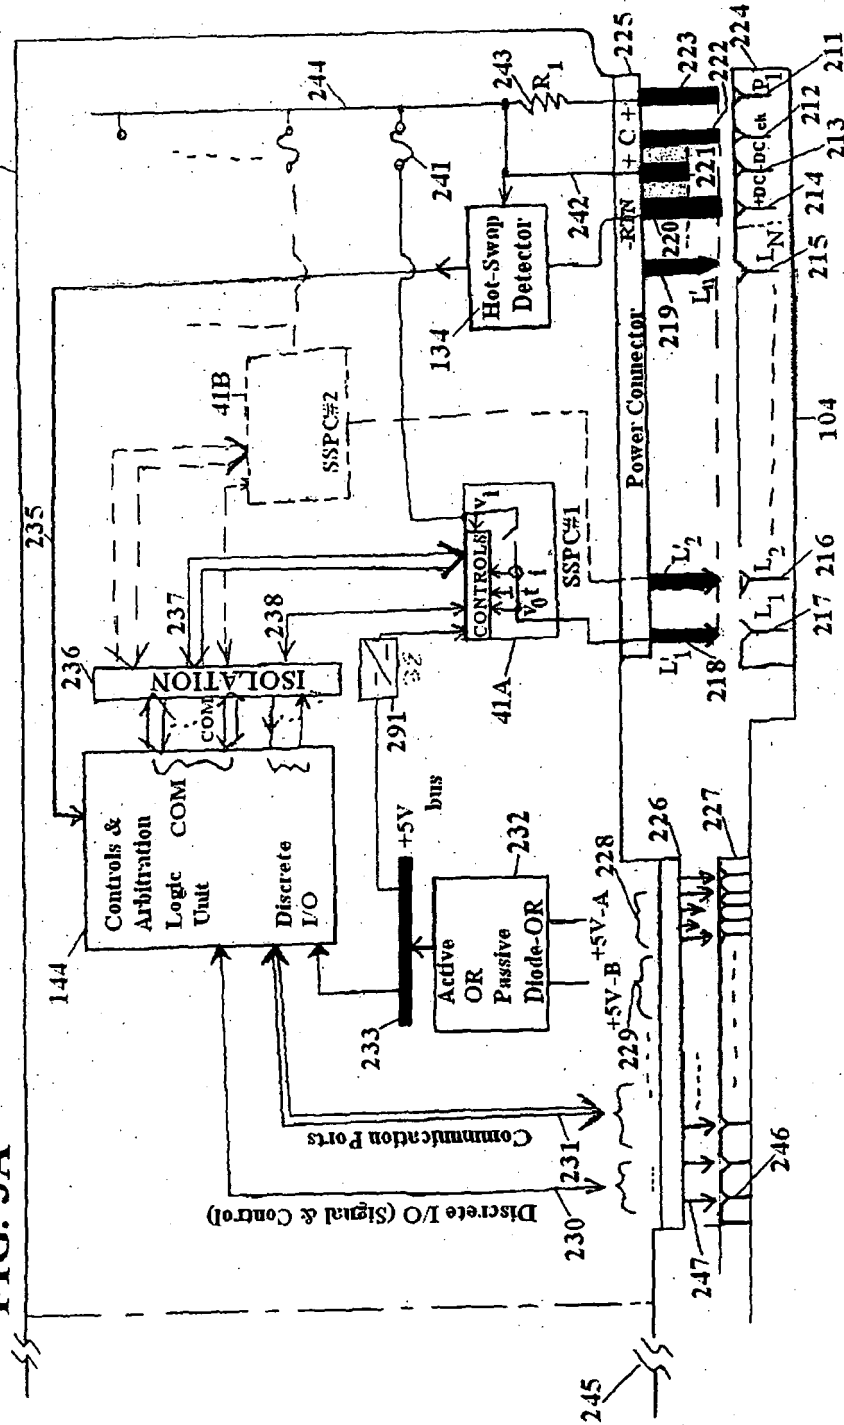 FIG. 5A
244
243
R1
225
223
222
224
+ C +
-RTN
P1
ch
-DC
+DC
LN
211
212
213
214
215
221
220
219
L'n
241
242
Hot-Swap
Detector
134
235
41B
SSPC#2
Power Connector
104
236
237
238
ISOLATION
COM
CONTROLS
v1
v0
t
i
SSPC#1
41A
291
L'2
L'1
218
L2
L1
216
217
144
Controls &
Arbitration
Logic
Unit
COM
Discrete
I/O
+5V
bus
233
Active
OR
Passive
Diode-OR
232
+5V-A
+5V-B
228
229
226
227
Communication Ports
231
Discrete I/O (Signal & Control)
230
247
246
245